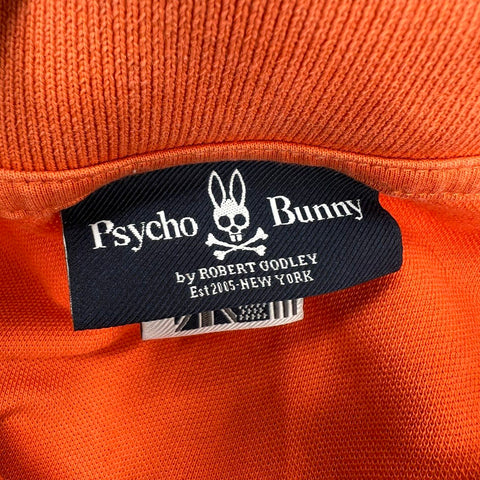 Psycho Bunny
by ROBERT GODLEY
Est 2005-NEW YORK